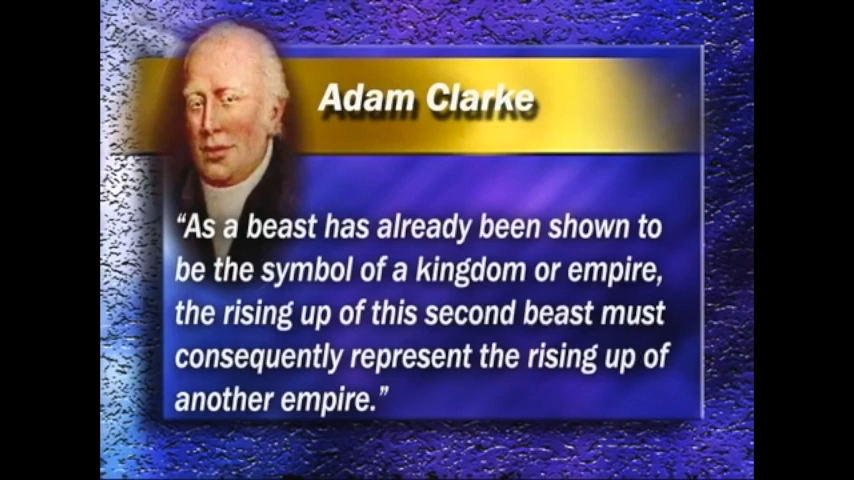 Adam Clarke
“As a beast has already been shown to
be the symbol of a kingdom or empire,
the rising up of this second beast must
consequently represent the rising up of
another empire.”